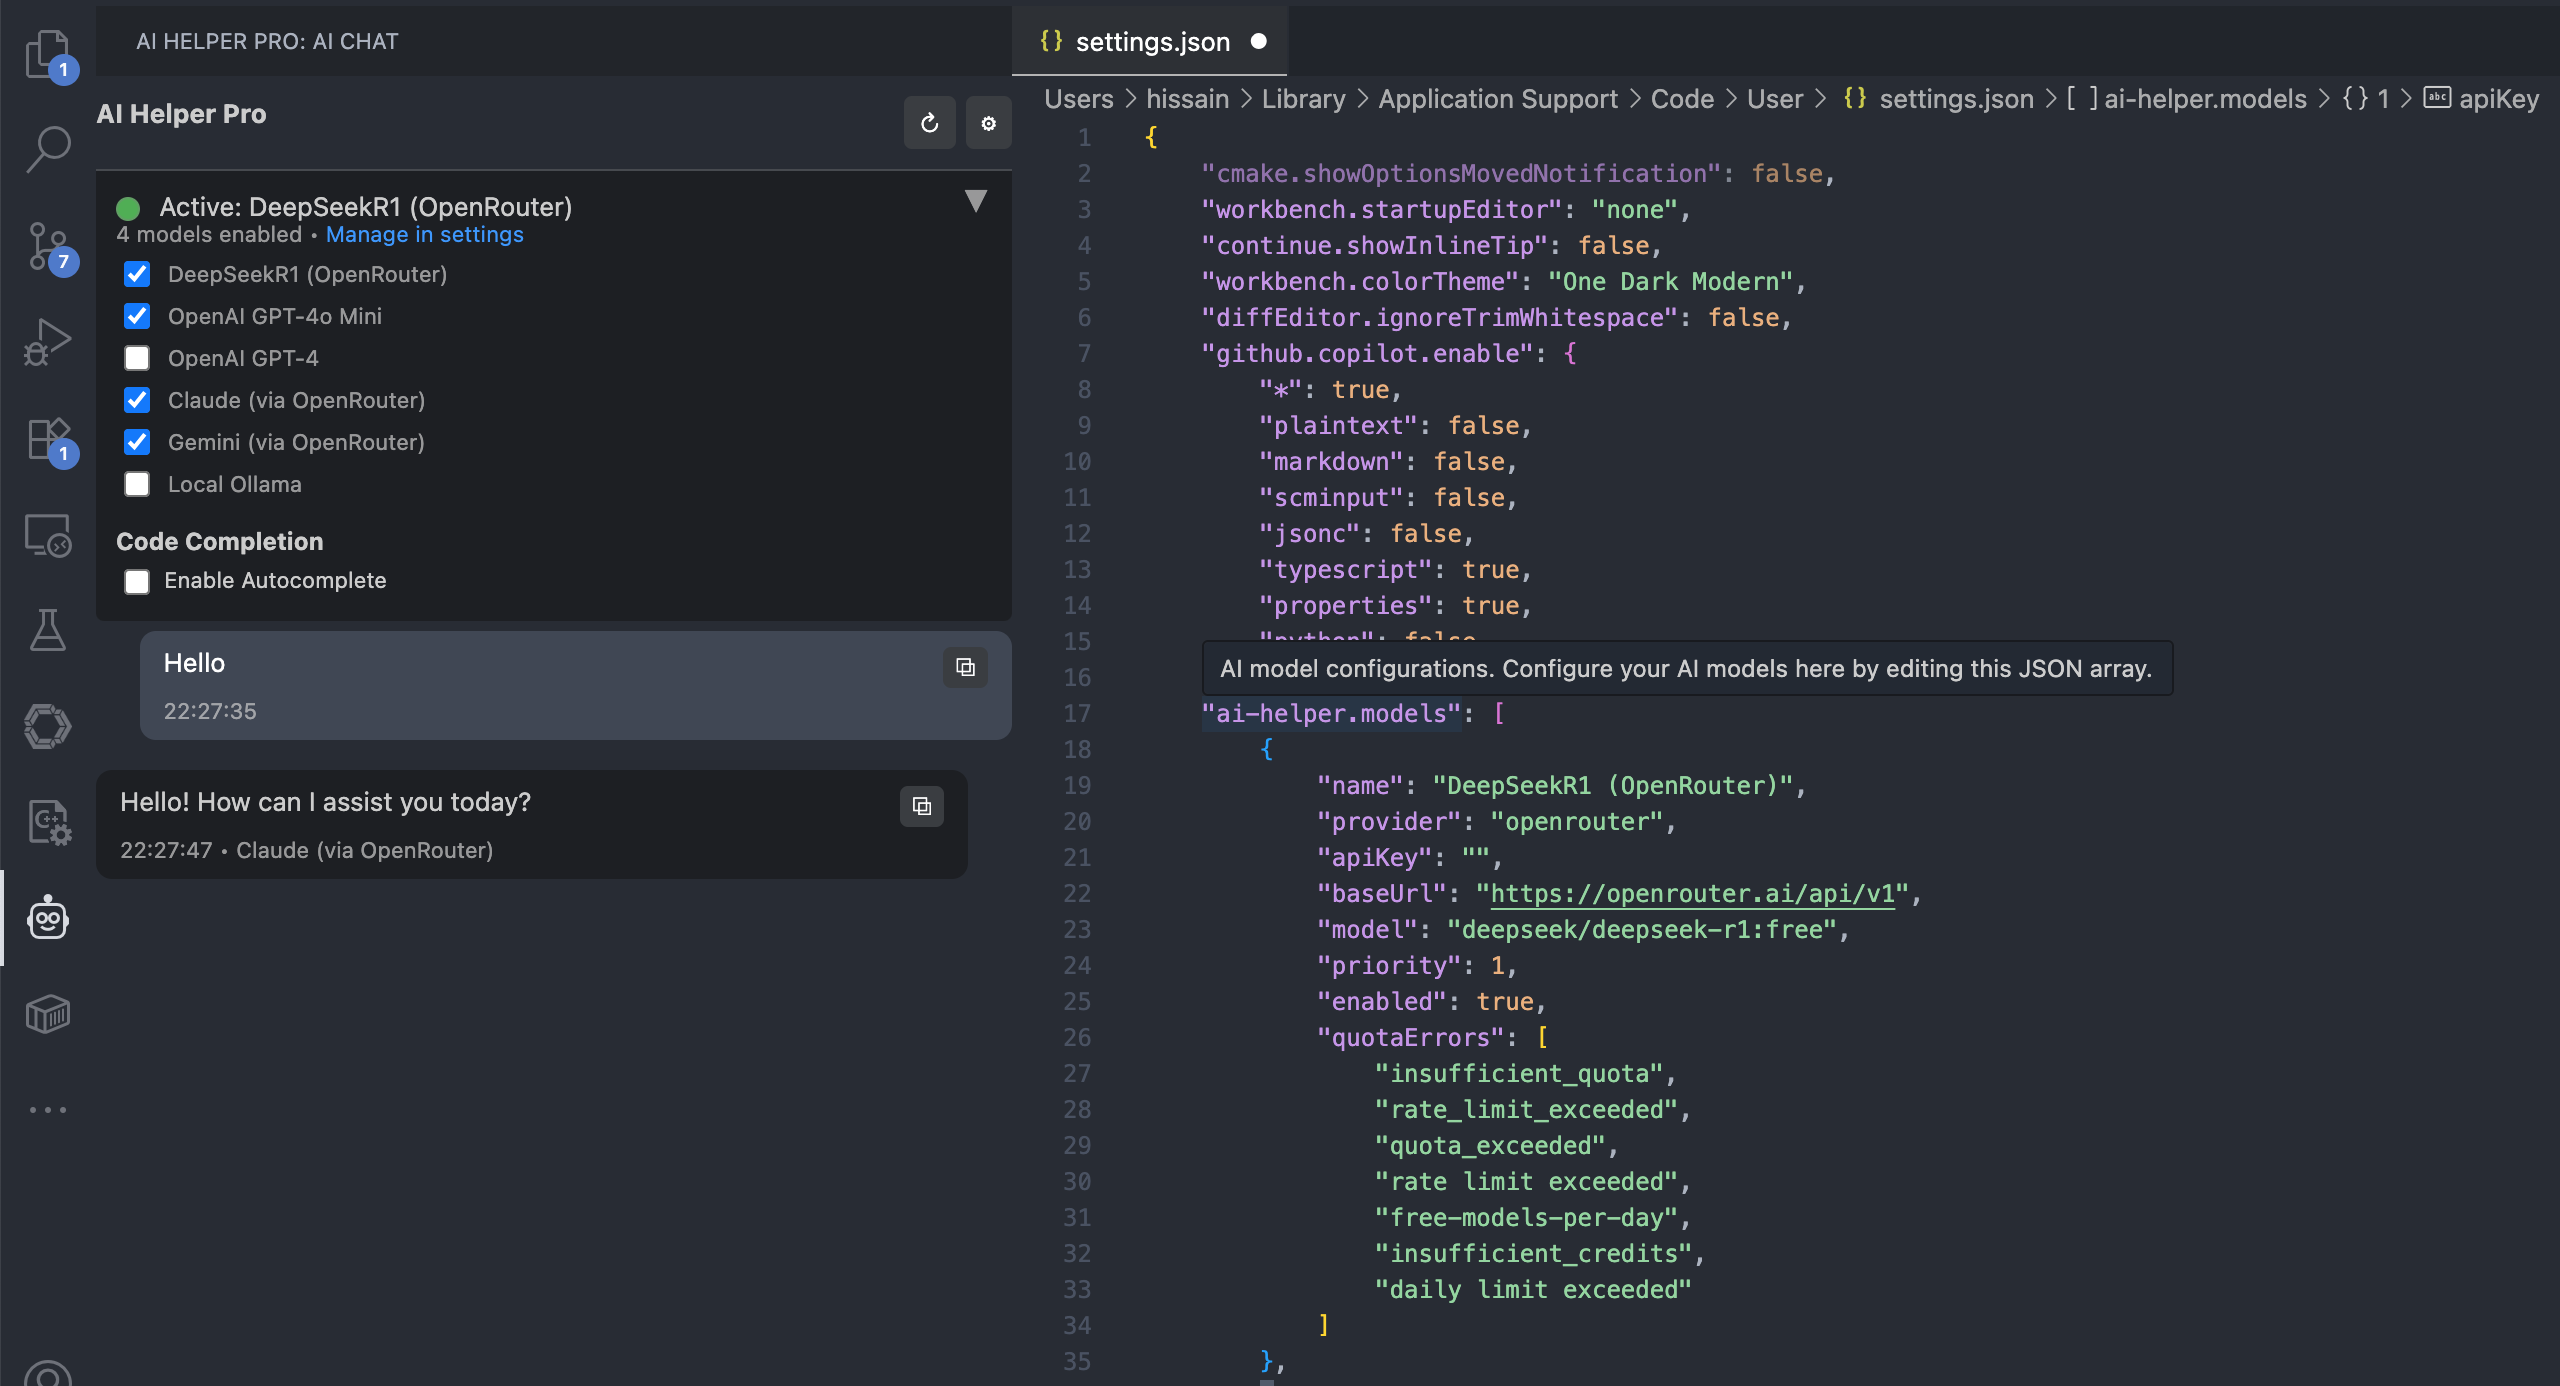 1
7
1
AI HELPER PRO: AI CHAT
AI Helper Pro
Active: DeepSeekR1 (OpenRouter)
4 models enabled • Manage in settings
DeepSeekR1 (OpenRouter)
OpenAI GPT-4o Mini
OpenAI GPT-4
Claude (via OpenRouter)
Gemini (via OpenRouter)
Local Ollama
Code Completion
Enable Autocomplete
Hello
22:27:35
Hello! How can I assist you today?
22:27:47 • Claude (via OpenRouter)
{} settings.json
Users > hissain > Library > Application Support > Code > User > {} settings.json > [ ] ai-helper.models > {} 1 > abc apiKey
1 {
2 "cmake.showOptionsMovedNotification": false,
3 "workbench.startupEditor": "none",
4 "continue.showInlineTip": false,
5 "workbench.colorTheme": "One Dark Modern",
6 "diffEditor.ignoreTrimWhitespace": false,
7 "github.copilot.enable": {
8 "*": true,
9 "plaintext": false,
10 "markdown": false,
11 "scminput": false,
12 "jsonc": false,
13 "typescript": true,
14 "properties": true,
15 "python": false
16
AI model configurations. Configure your AI models here by editing this JSON array.
17 "ai-helper.models": [
18 {
19 "name": "DeepSeekR1 (OpenRouter)",
20 "provider": "openrouter",
21 "apiKey": "",
22 "baseUrl": "https://openrouter.ai/api/v1",
23 "model": "deepseek/deepseek-r1:free",
24 "priority": 1,
25 "enabled": true,
26 "quotaErrors": [
27 "insufficient_quota",
28 "rate_limit_exceeded",
29 "quota_exceeded",
30 "rate limit exceeded",
31 "free-models-per-day",
32 "insufficient_credits",
33 "daily limit exceeded"
34 ]
35 },